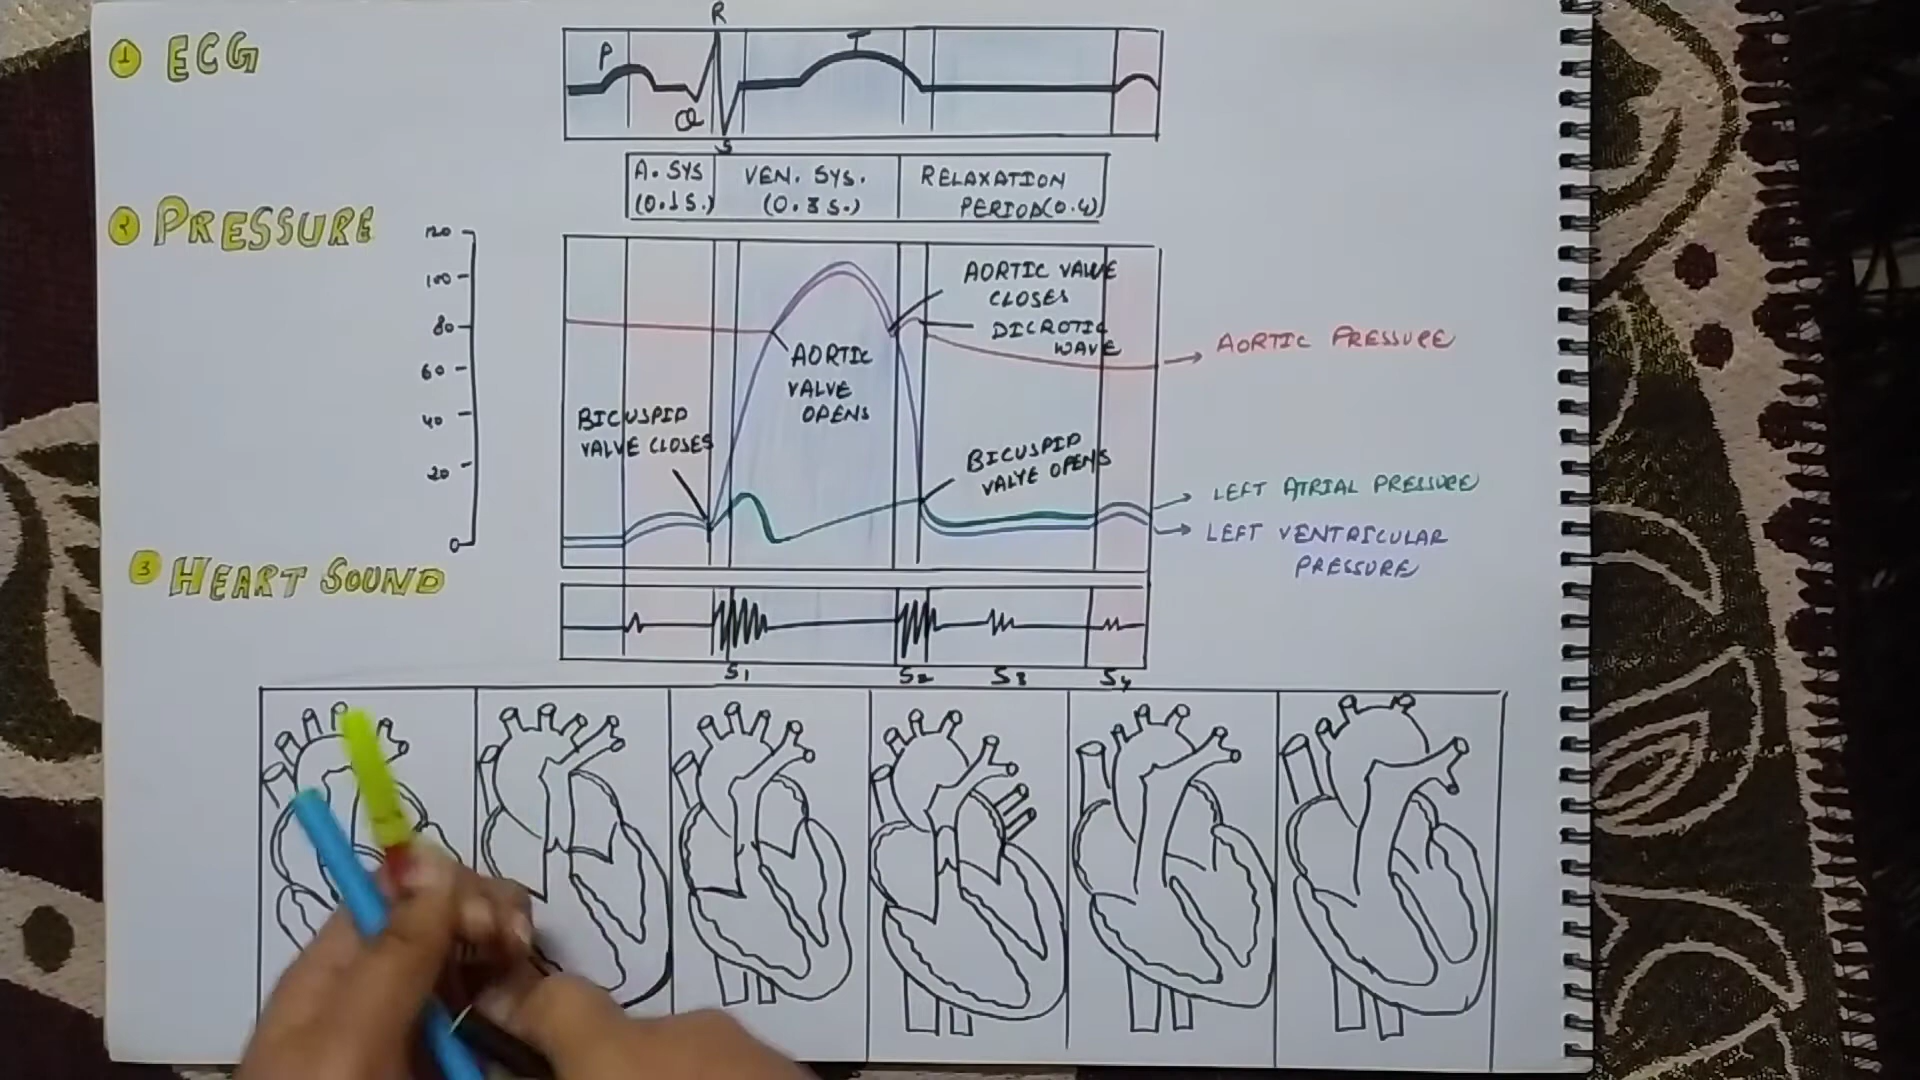 1 ECG
P
R
Q
S
T
A. SYS
(0.1S.)
VEN. SYS.
(0.3 S.)
RELAXATION
PERIOD(0.4)
2 PRESSURE
120
100
80
60
40
20
0
AORTIC VALVE
CLOSES
DICROTIC
WAVE
AORTIC
VALVE
OPENS
BICUSPID
VALVE CLOSES
BICUSPID
VALVE OPENS
AORTIC PRESSURE
LEFT ATRIAL PRESSURE
LEFT VENTRICULAR
PRESSURE
3 HEART SOUND
S1
S2
S3
S4